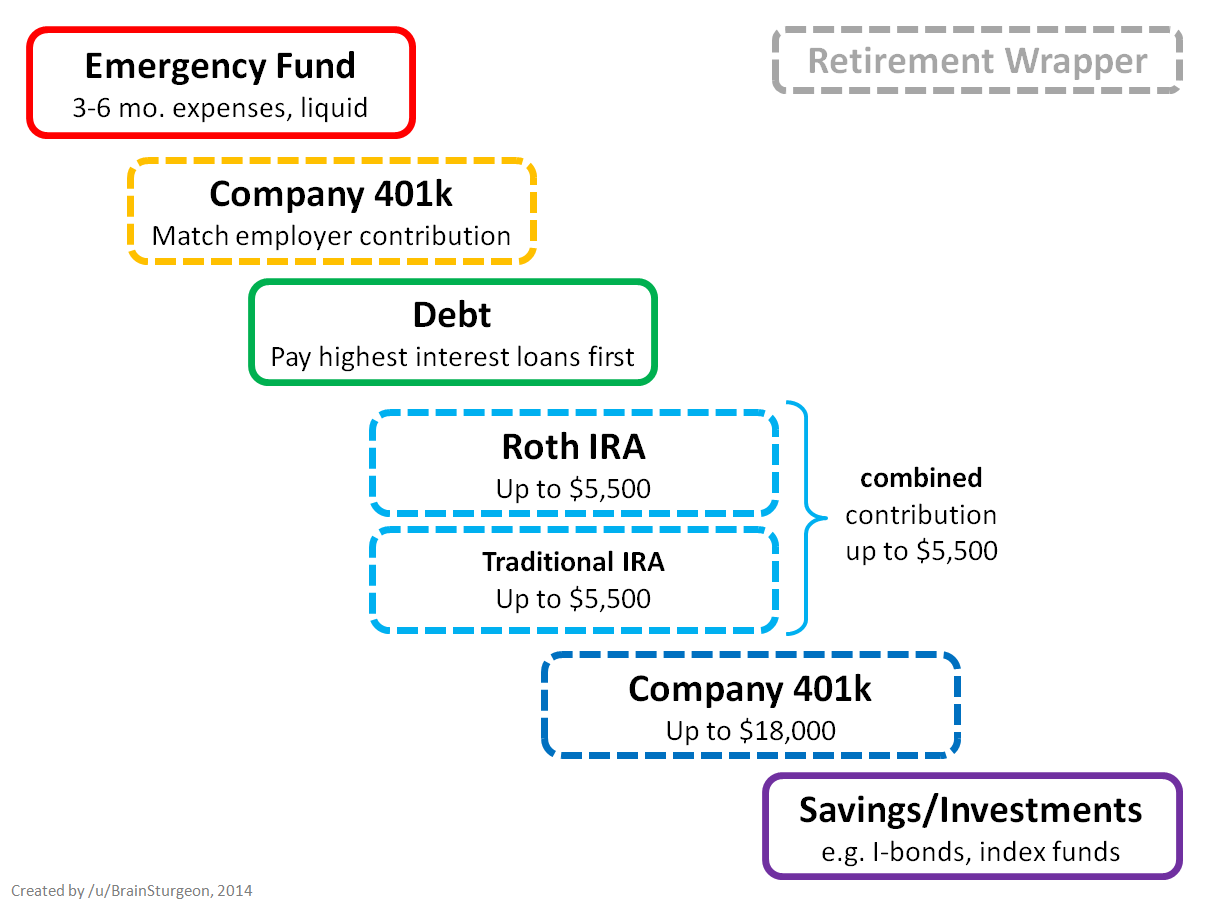 Emergency Fund
3-6 mo. expenses, liquid
Retirement Wrapper
Company 401k
Match employer contribution
Debt
Pay highest interest loans first
Roth IRA
Up to $5,500
Traditional IRA
Up to $5,500
combined
contribution
up to $5,500
Company 401k
Up to $18,000
Savings/Investments
e.g. I-bonds, index funds
Created by /u/BrainSturgeon, 2014